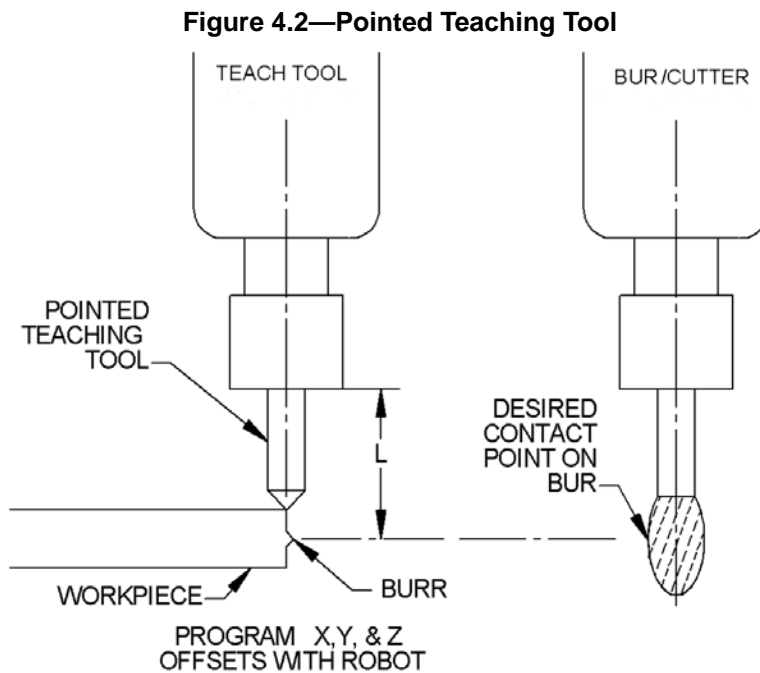 Figure 4.2—Pointed Teaching Tool
TEACH TOOL
BUR/CUTTER
POINTED
TEACHING
TOOL
L
DESIRED
CONTACT
POINT ON
BUR
WORKPIECE
BURR
PROGRAM X,Y, & Z
OFFSETS WITH ROBOT